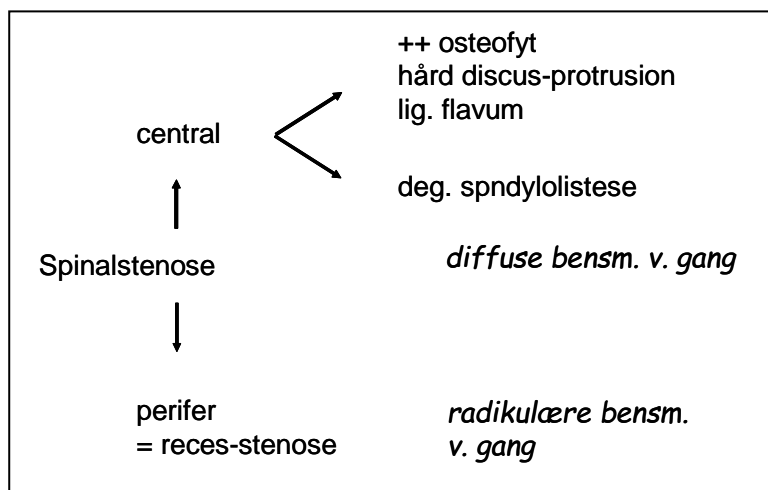 ++ osteofyt
hård discus-protrusion
lig. flavum
central
deg. spndylolistese
Spinalstenose
diffuse bensm. v. gang
perifer
= reces-stenose
radikulære bensm.
v. gang